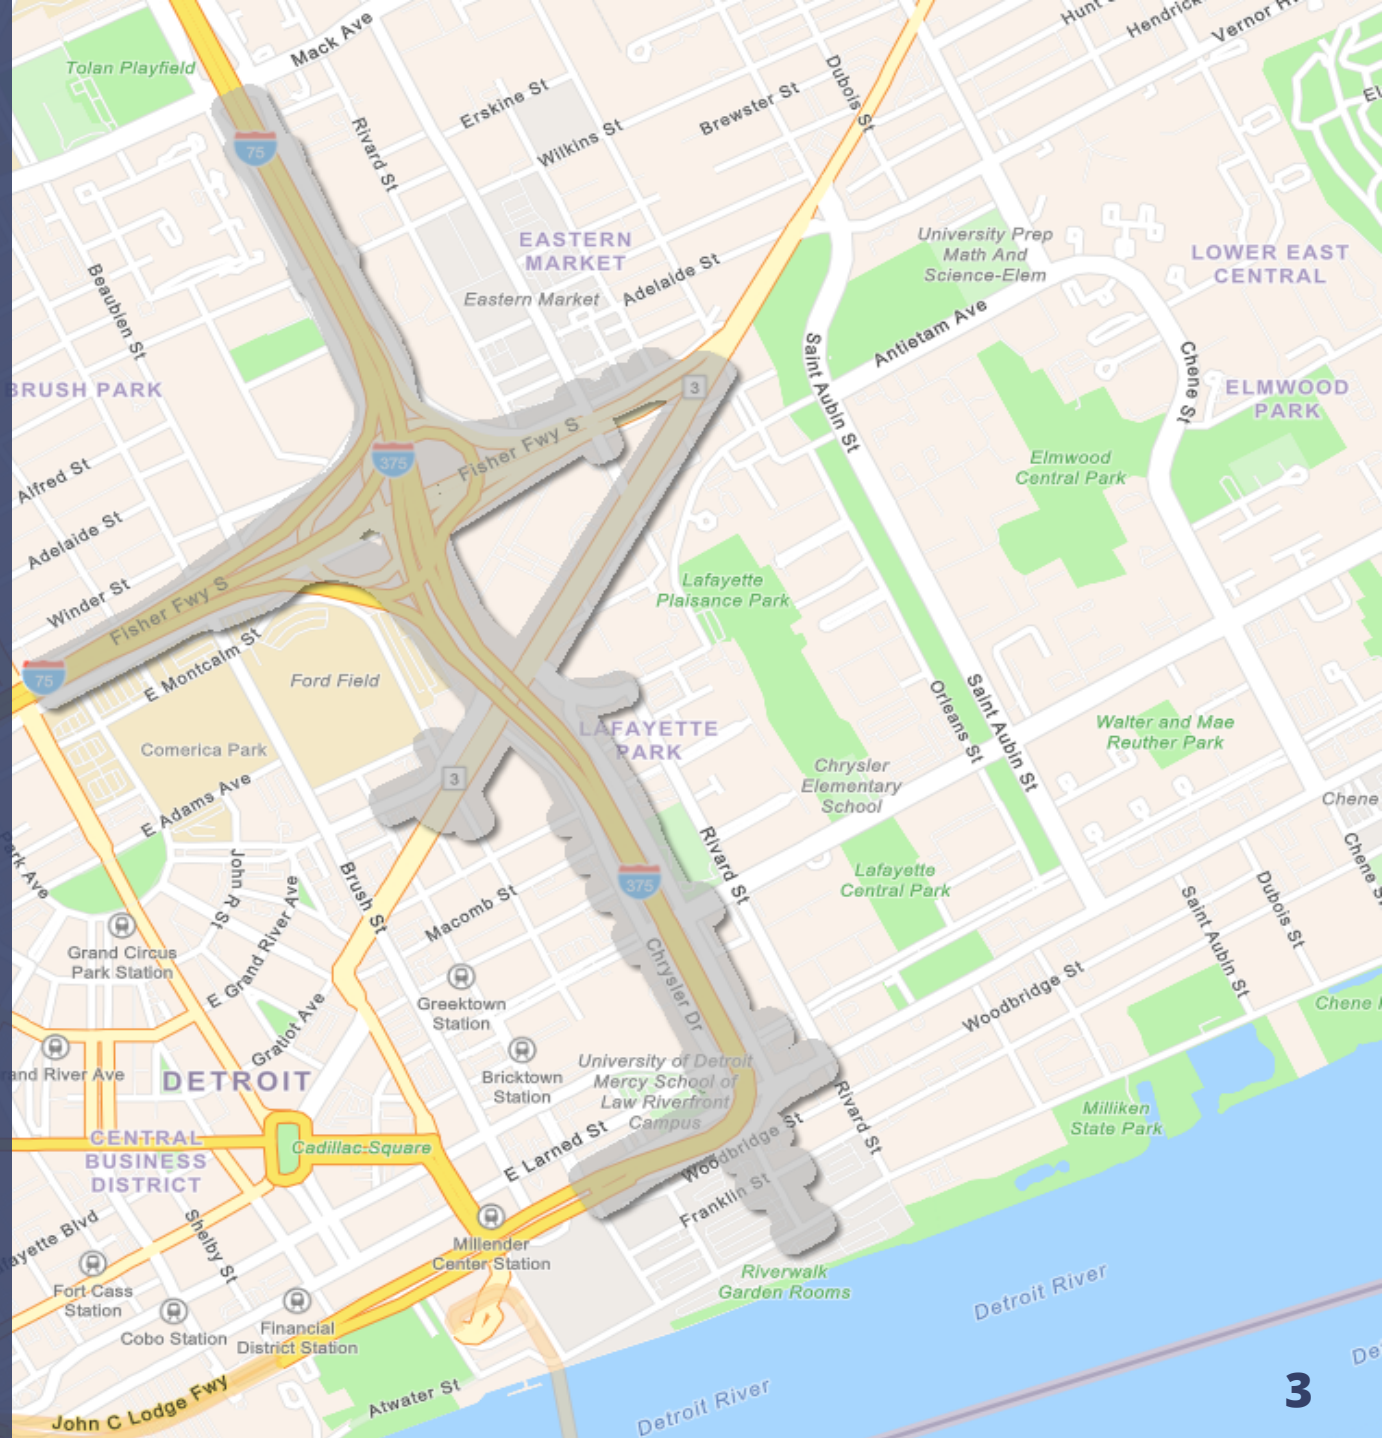 Mack Ave
Hunt
Hendrick
Vernor H
Tolan Playfield
Dubois St
Erskine St
Brewster St
El
75
Rivard St
Wilkins St
EASTERN
MARKET
University Prep
Math And
Science-Elem
LOWER EAST
CENTRAL
Beaubien St
Adelaide St
Eastern Market
Antietam Ave
Saint Aubin St
Chene St
BRUSH PARK
3
ELMWOOD
PARK
375
Fisher Fwy S
Alfred St
Elmwood
Central Park
Adelaide St
Winder St
Fisher Fwy S
Lafayette
Plaisance Park
75
E Montcalm St
Ford Field
Orleans St
Saint Aubin St
LAFAYETTE
PARK
Walter and Mae
Reuther Park
Comerica Park
3
Chrysler
Elementary
School
Chene
E Adams Ave
Park Ave
John R St
Brush St
Rivard St
375
Lafayette
Central Park
Chene S
Macomb St
Saint Aubin St
Dubois St
Grand Circus
Park Station
E Grand River Ave
Chrysler Dr
Greektown
Station
Woodbridge St
Chene
Gratiot Ave
rand River Ave
DETROIT
Bricktown
Station
University of Detroit
Mercy School of
Law Riverfront
Campus
Rivard St
Milliken
State Park
CENTRAL
BUSINESS
DISTRICT
Cadillac Square
E Larned St
Woodbridge St
Franklin St
Shelby St
layette Blvd
Millender
Center Station
Riverwalk
Garden Rooms
Detroit River
Fort Cass
Station
Cobo Station
Financial
District Station
De
John C Lodge Fwy
Atwater St
Detroit River
3